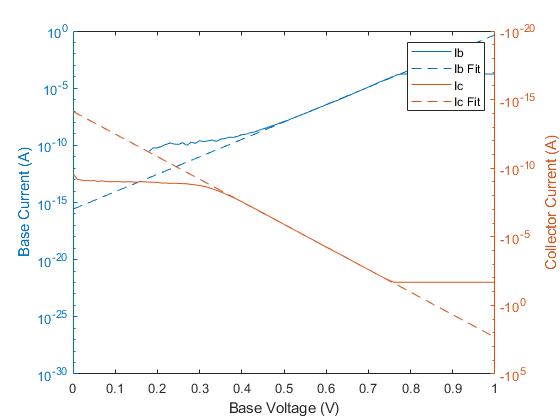 10^0
10^-5
10^-10
10^-15
10^-20
10^-25
10^-30
Base Current (A)
Ib
Ib Fit
Ic
Ic Fit
-10^-20
-10^-15
-10^-10
-10^-5
-10^0
-10^5
Collector Current (A)
0 0.1 0.2 0.3 0.4 0.5 0.6 0.7 0.8 0.9 1
Base Voltage (V)